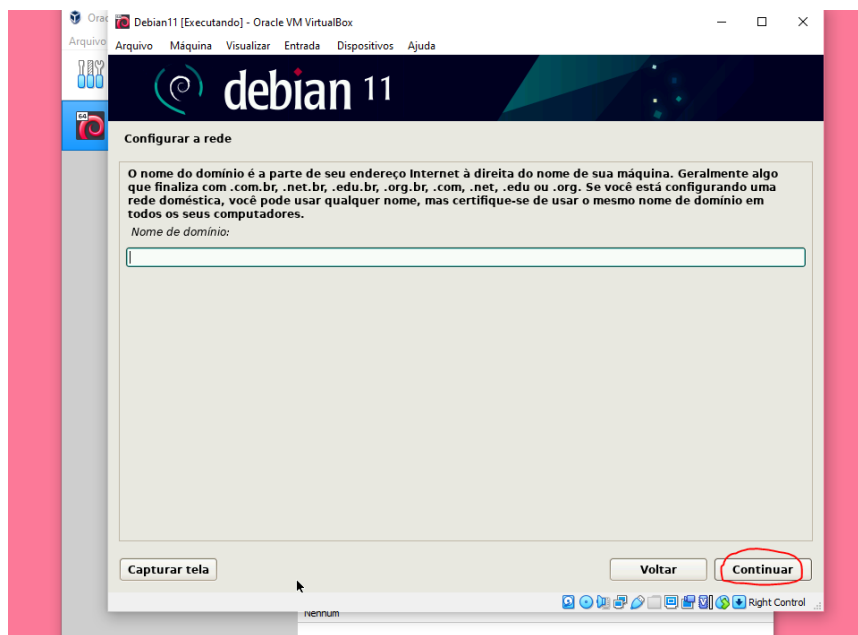 Orac
Debian11 [Executando] - Oracle VM VirtualBox
Arquivo
Arquivo Máquina Visualizar Entrada Dispositivos Ajuda
debian 11
64
Configurar a rede
O nome do domínio é a parte de seu endereço Internet à direita do nome de sua máquina. Geralmente algo
que finaliza com .com.br, .net.br, .edu.br, .org.br, .com, .net, .edu ou .org. Se você está configurando uma
rede doméstica, você pode usar qualquer nome, mas certifique-se de usar o mesmo nome de domínio em
todos os seus computadores.
Nome de domínio:
Capturar tela
Voltar
Continuar
Right Control
Nenhum